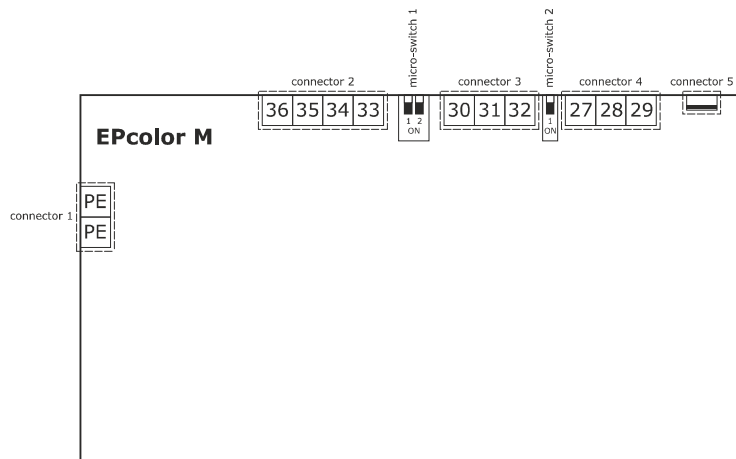 micro-switch 1
micro-switch 2
connector 2
connector 3
connector 4
connector 5
36 35 34 33
30 31 32
27 28 29
1 2
ON
1
ON
EPcolor M
connector 1
PE
PE